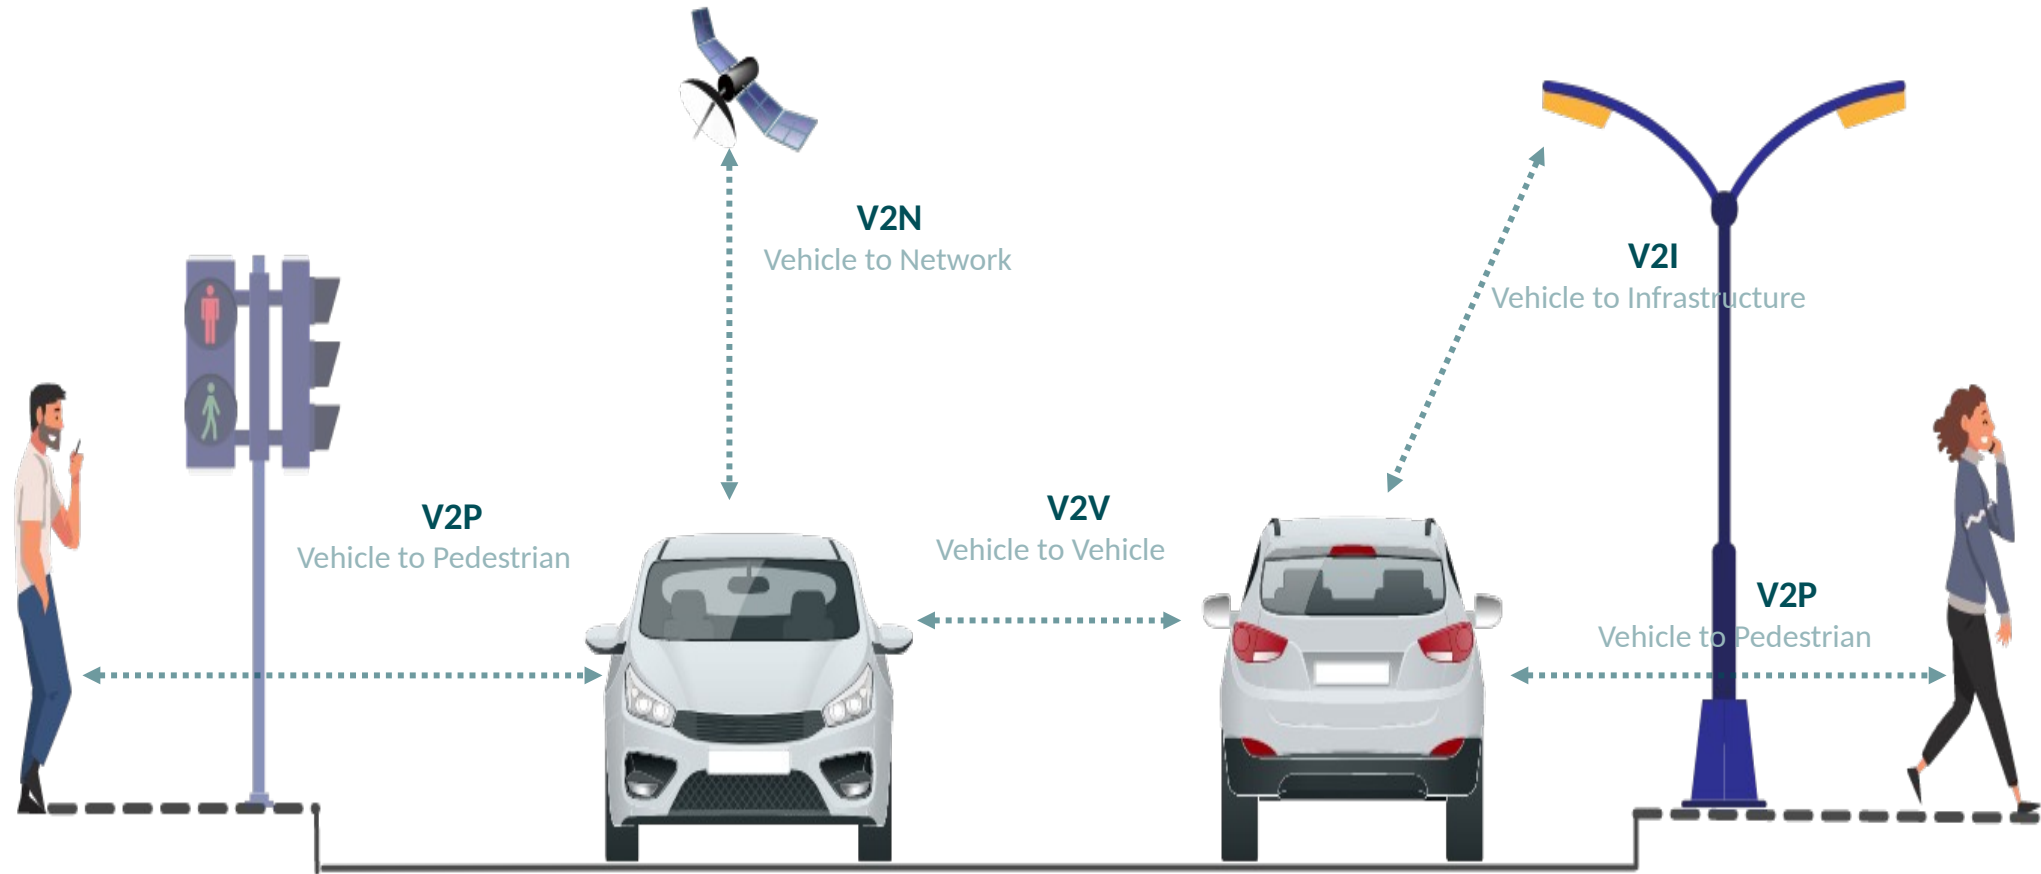 V2N
Vehicle to Network
V2I
Vehicle to Infrastructure
V2P
Vehicle to Pedestrian
V2V
Vehicle to Vehicle
V2P
Vehicle to Pedestrian